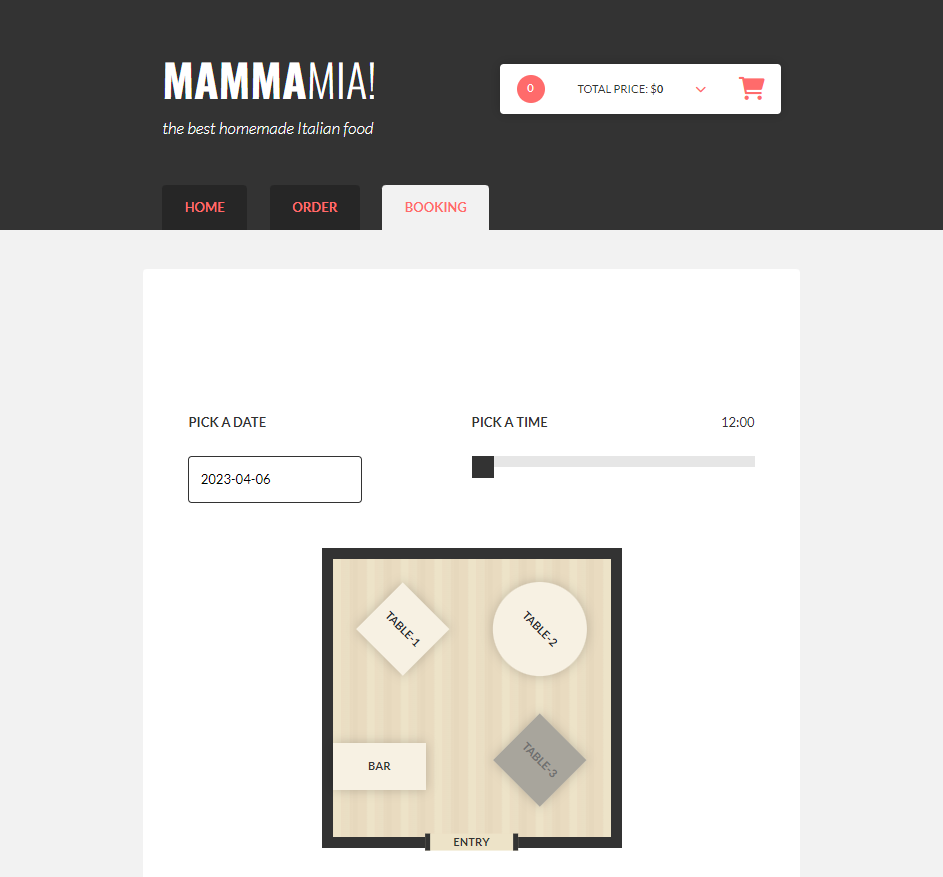 MAMMAMIA!
the best homemade Italian food
0
TOTAL PRICE: $0
HOME
ORDER
BOOKING
PICK A DATE
PICK A TIME
12:00
2023-04-06
TABLE-1
TABLE-2
TABLE-3
BAR
ENTRY